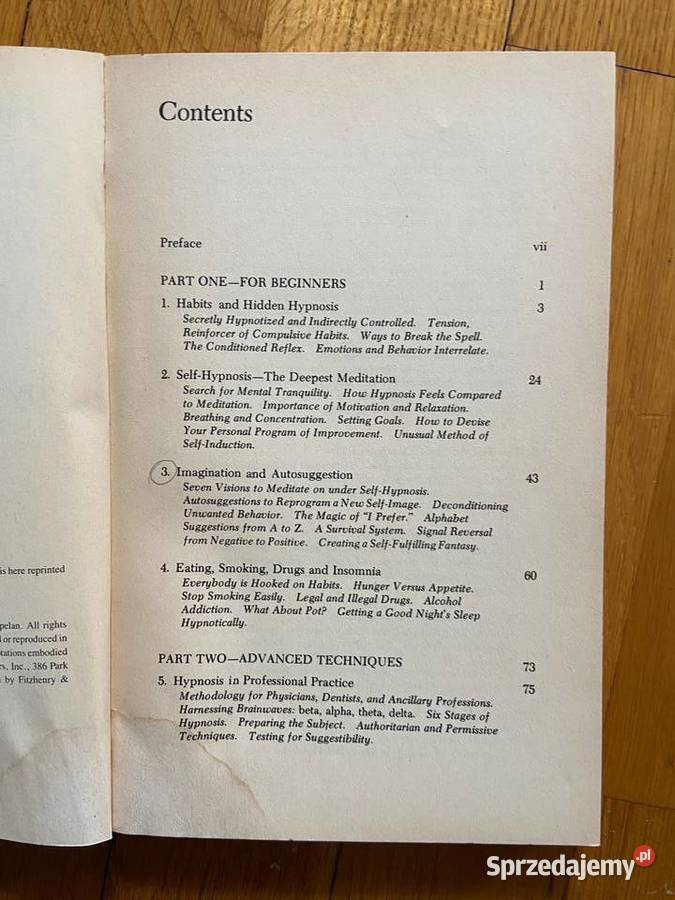 Contents
Preface vii
PART ONE—FOR BEGINNERS 1
1. Habits and Hidden Hypnosis 3
Secretly Hypnotized and Indirectly Controlled. Tension,
Reinforcer of Compulsive Habits. Ways to Break the Spell.
The Conditioned Reflex. Emotions and Behavior Interrelate.
2. Self-Hypnosis—The Deepest Meditation 24
Search for Mental Tranquility. How Hypnosis Feels Compared
to Meditation. Importance of Motivation and Relaxation.
Breathing and Concentration. Setting Goals. How to Devise
Your Personal Program of Improvement. Unusual Method of
Self-Induction.
3. Imagination and Autosuggestion 43
Seven Visions to Meditate on under Self-Hypnosis.
Autosuggestions to Reprogram a New Self-Image. Deconditioning
Unwanted Behavior. The Magic of "I Prefer." Alphabet
Suggestions from A to Z. A Survival System. Signal Reversal
from Negative to Positive. Creating a Self-Fulfilling Fantasy.
4. Eating, Smoking, Drugs and Insomnia 60
Everybody is Hooked on Habits. Hunger Versus Appetite.
Stop Smoking Easily. Legal and Illegal Drugs. Alcohol
Addiction. What About Pot? Getting a Good Night's Sleep
Hypnotically.
PART TWO—ADVANCED TECHNIQUES 73
5. Hypnosis in Professional Practice 75
Methodology for Physicians, Dentists, and Ancillary Professions.
Harnessing Brainwaves: beta, alpha, theta, delta. Six Stages of
Hypnosis. Preparing the Subject. Authoritarian and Permissive
Techniques. Testing for Suggestibility.
is here reprinted
pelan. All rights
or reproduced in
tations embodied
rs, Inc., 386 Park
by Fitzhenry &
Sprzedajemy.pl